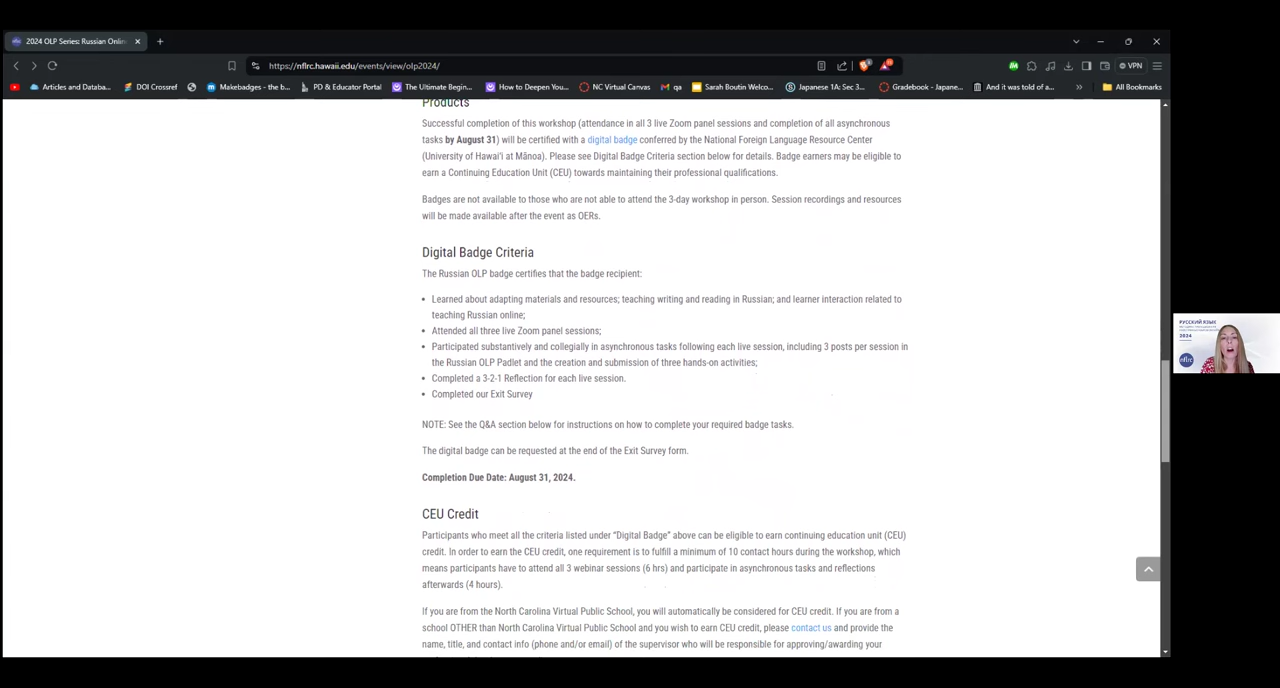 2024 OLP Series: Russian Onlin
https://nflrc.hawaii.edu/events/view/olp2024/
VPN
Articles and Databa...
DOI Crossref
Makebadges - the b...
PD & Educator Portal
The Ultimate Begin...
How to Deepen You...
NC Virtual Canvas
qa
Sarah Boutin Welco...
Japanese 1A: Sec 3...
Gradebook - Japane...
And it was told of a...
All Bookmarks
Products
Successful completion of this workshop (attendance in all 3 live Zoom panel sessions and completion of all asynchronous
tasks by August 31) will be certified with a digital badge conferred by the National Foreign Language Resource Center
(University of Hawaiʻi at Mānoa). Please see Digital Badge Criteria section below for details. Badge earners may be eligible to
earn a Continuing Education Unit (CEU) towards maintaining their professional qualifications.
Badges are not available to those who are not able to attend the 3-day workshop in person. Session recordings and resources
will be made available after the event as OERs.
Digital Badge Criteria
The Russian OLP badge certifies that the badge recipient:
• Learned about adapting materials and resources; teaching writing and reading in Russian; and learner interaction related to
teaching Russian online;
• Attended all three live Zoom panel sessions;
• Participated substantively and collegially in asynchronous tasks following each live session, including 3 posts per session in
the Russian OLP Padlet and the creation and submission of three hands-on activities;
• Completed a 3-2-1 Reflection for each live session.
• Completed our Exit Survey
NOTE: See the Q&A section below for instructions on how to complete your required badge tasks.
The digital badge can be requested at the end of the Exit Survey form.
Completion Due Date: August 31, 2024.
CEU Credit
Participants who meet all the criteria listed under “Digital Badge” above can be eligible to earn continuing education unit (CEU)
credit. In order to earn the CEU credit, one requirement is to fulfill a minimum of 10 contact hours during the workshop, which
means participants have to attend all 3 webinar sessions (6 hrs) and participate in asynchronous tasks and reflections
afterwards (4 hours).
If you are from the North Carolina Virtual Public School, you will automatically be considered for CEU credit. If you are from a
school OTHER than North Carolina Virtual Public School and you wish to earn CEU credit, please contact us and provide the
name, title, and contact info (phone and/or email) of the supervisor who will be responsible for approving/awarding your
РУССКИЙ ЯЗЫК
2024
nflrc